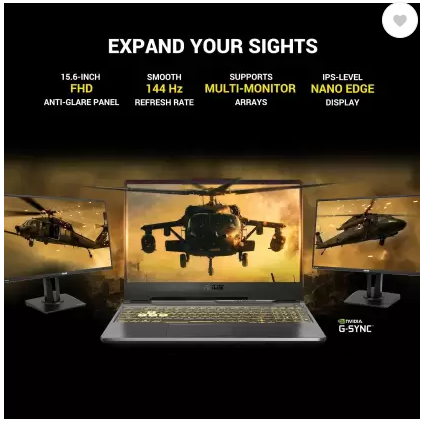 EXPAND YOUR SIGHTS
15.6-INCH
FHD
ANTI-GLARE PANEL
SMOOTH
144 Hz
REFRESH RATE
SUPPORTS
MULTI-MONITOR
ARRAYS
IPS-LEVEL
NANO EDGE
DISPLAY
NVIDIA
G-SYNC